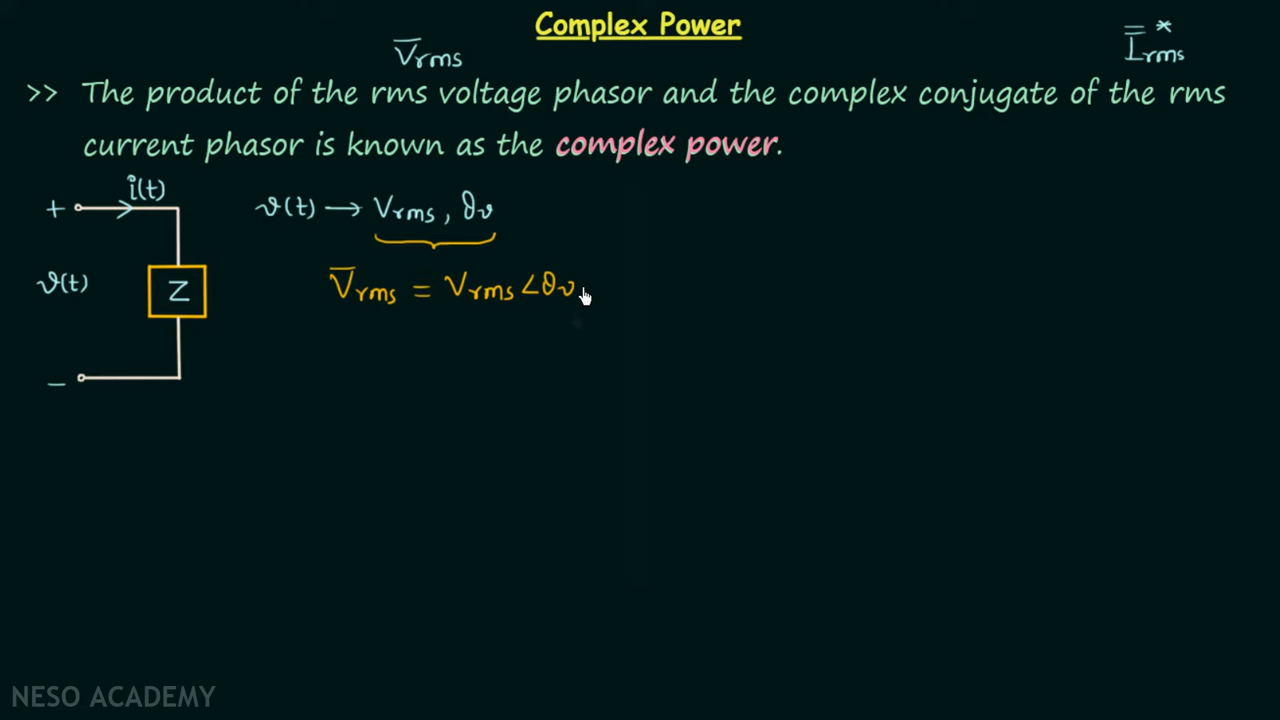 Complex Power
V̅rms
I̅*rms
>> The product of the rms voltage phasor and the complex conjugate of the rms
current phasor is known as the complex power.
i(t)
+
v(t) → Vrms, θv
v(t)
Z
V̅rms = Vrms∠θv
−
NESO ACADEMY